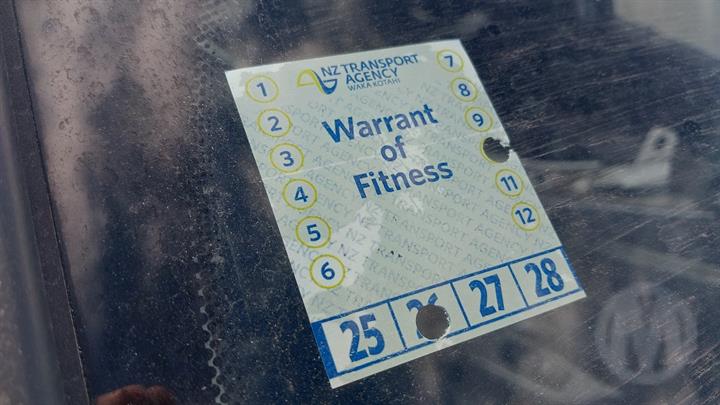 NZ TRANSPORT
AGENCY
WAKA KOTAHI
Warrant
of
Fitness
1
2
3
4
5
6
7
8
9
11
12
25 26 27 28